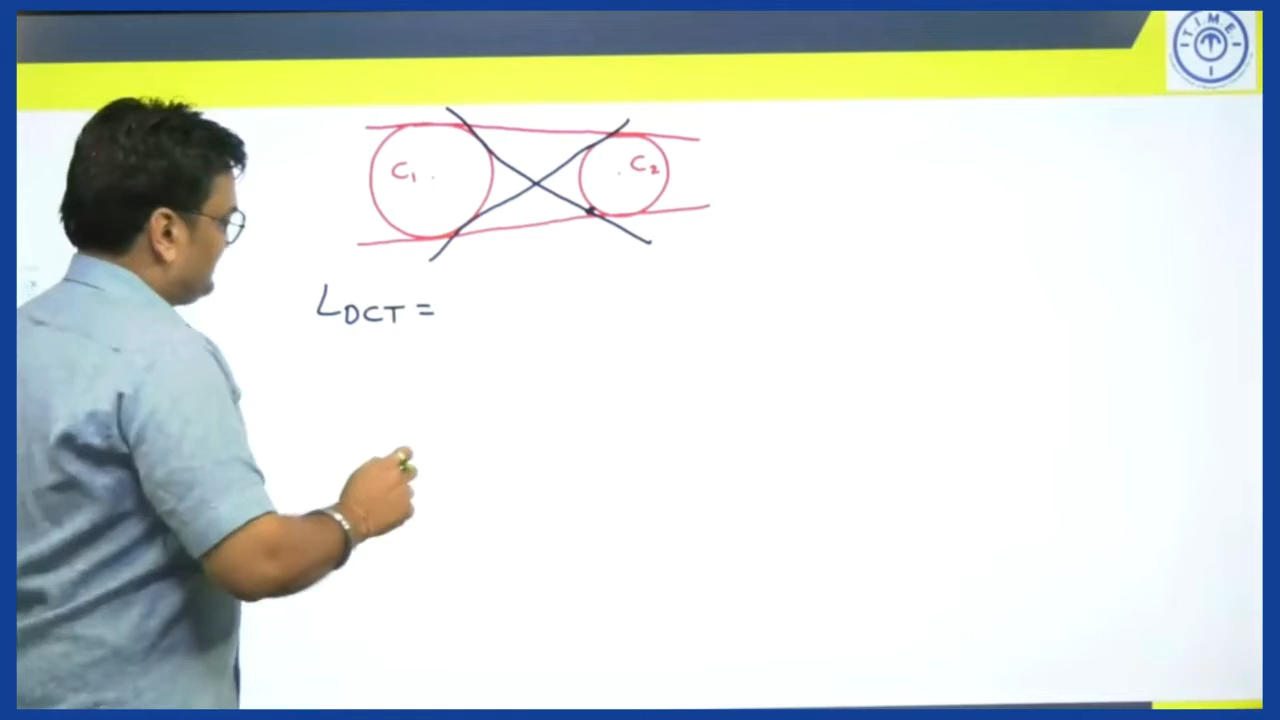 T.I.M.E.
C₁
C₂
L_DCT =